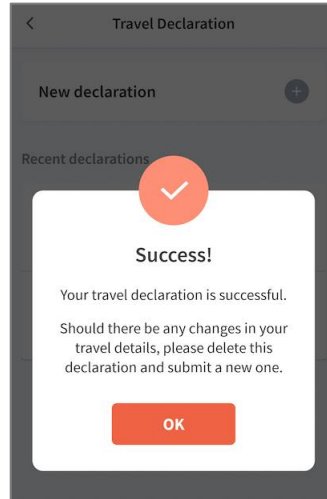 Travel Declaration
New declaration
Recent declarations
Success!
Your travel declaration is successful.
Should there be any changes in your
travel details, please delete this
declaration and submit a new one.
OK